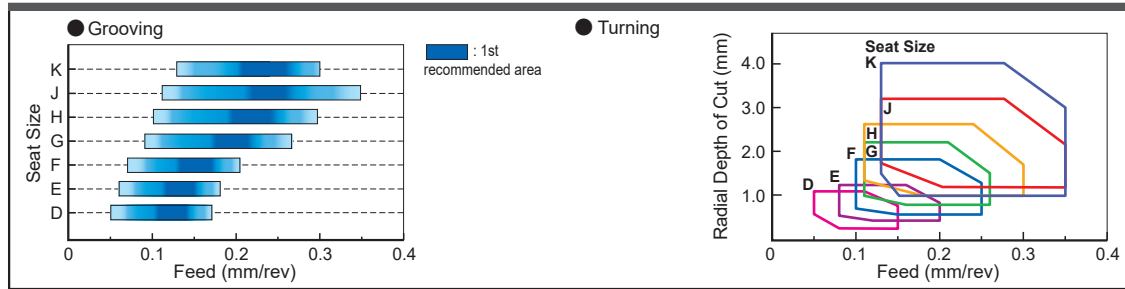 Grooving
K
J
H
G
F
E
D
Seat Size
0
0.1
0.2
0.3
0.4
Feed (mm/rev)
: 1st
recommended area
Turning
Seat Size
K
J
H
G
F
E
D
4.0
3.0
2.0
1.0
Radial Depth of Cut (mm)
0
0.1
0.2
0.3
0.4
Feed (mm/rev)